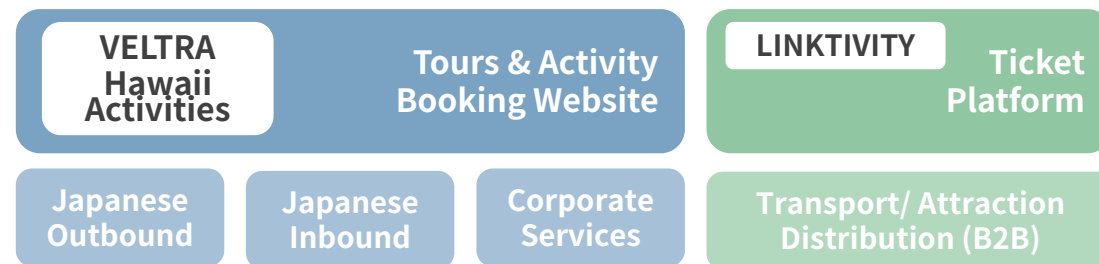 VELTRA
Hawaii
Activities
Tours & Activity
Booking Website
LINKTIVITY
Ticket
Platform
Japanese
Outbound
Japanese
Inbound
Corporate
Services
Transport/ Attraction
Distribution (B2B)